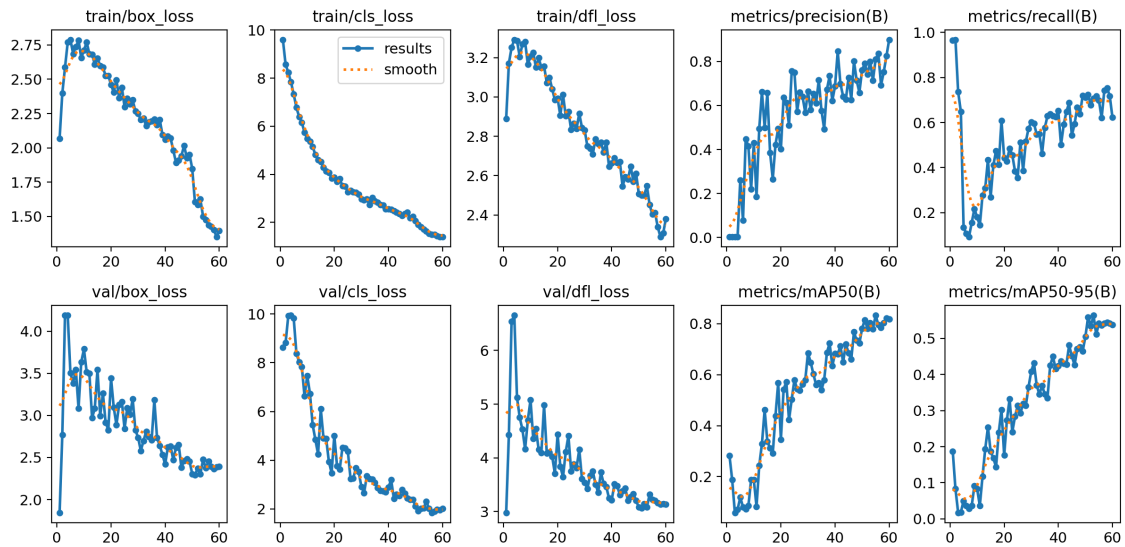 train/box_loss
train/cls_loss
train/dfl_loss
metrics/precision(B)
metrics/recall(B)
2.75
2.50
2.25
2.00
1.75
1.50
0 20 40 60
10
8
6
4
2
results
smooth
0 20 40 60
3.2
3.0
2.8
2.6
2.4
0 20 40 60
0.8
0.6
0.4
0.2
0.0
0 20 40 60
1.0
0.8
0.6
0.4
0.2
0 20 40 60
val/box_loss
val/cls_loss
val/dfl_loss
metrics/mAP50(B)
metrics/mAP50-95(B)
4.0
3.5
3.0
2.5
2.0
0 20 40 60
10
8
6
4
2
0 20 40 60
6
5
4
3
0 20 40 60
0.8
0.6
0.4
0.2
0 20 40 60
0.5
0.4
0.3
0.2
0.1
0.0
0 20 40 60